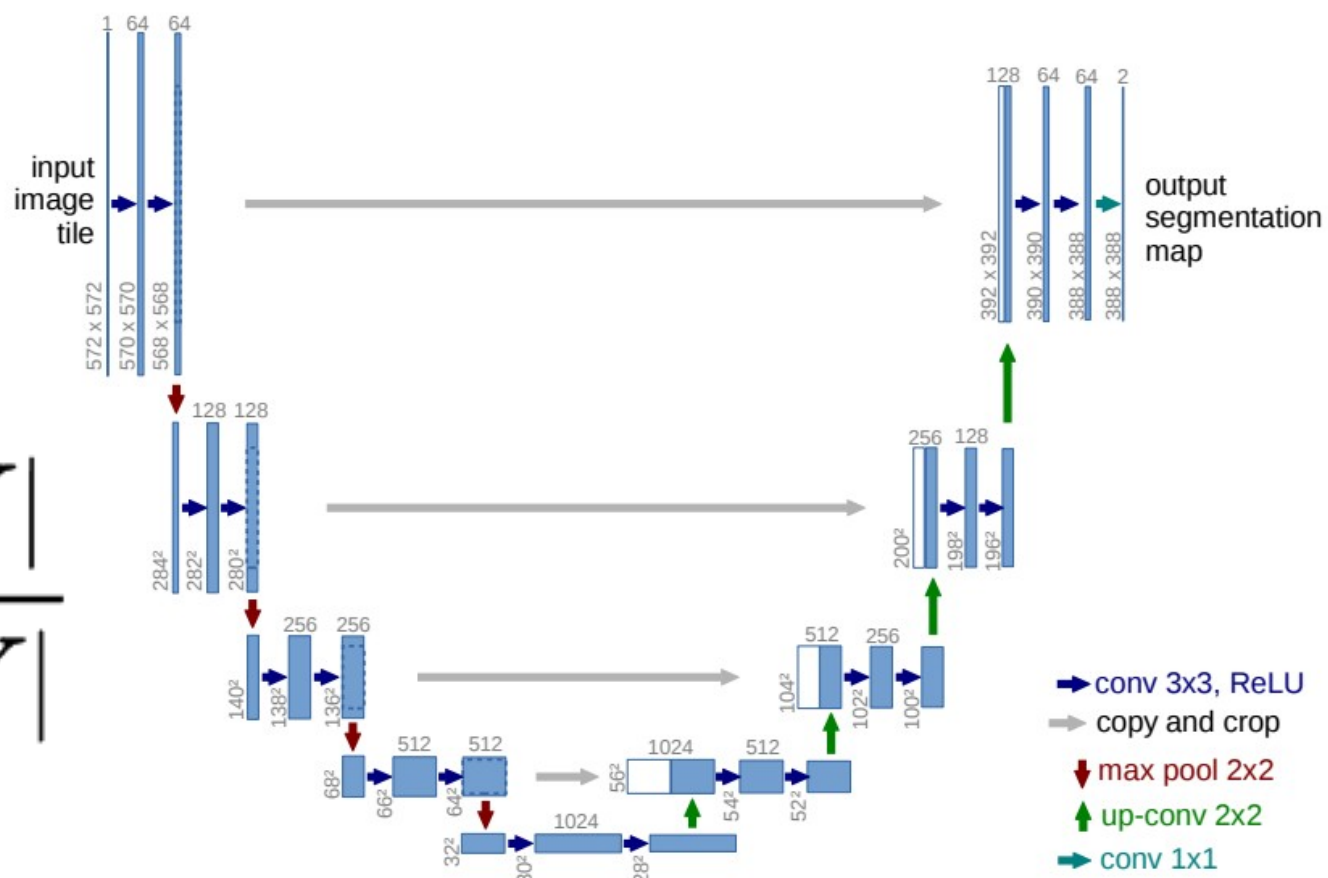 1 64 64
input
image
tile
572 x 572
570 x 570
568 x 568
128 64 64 2
392 x 392
390 x 390
388 x 388
388 x 388
output
segmentation
map
128 128
284²
282²
280²
256 128
200²
198²
196²
256 256
140²
138²
136²
512 256
104²
102²
100²
512 512
68²
66²
64²
1024 512
56²
54²
52²
1024
32²
30²
28²
conv 3x3, ReLU
copy and crop
max pool 2x2
up-conv 2x2
conv 1x1